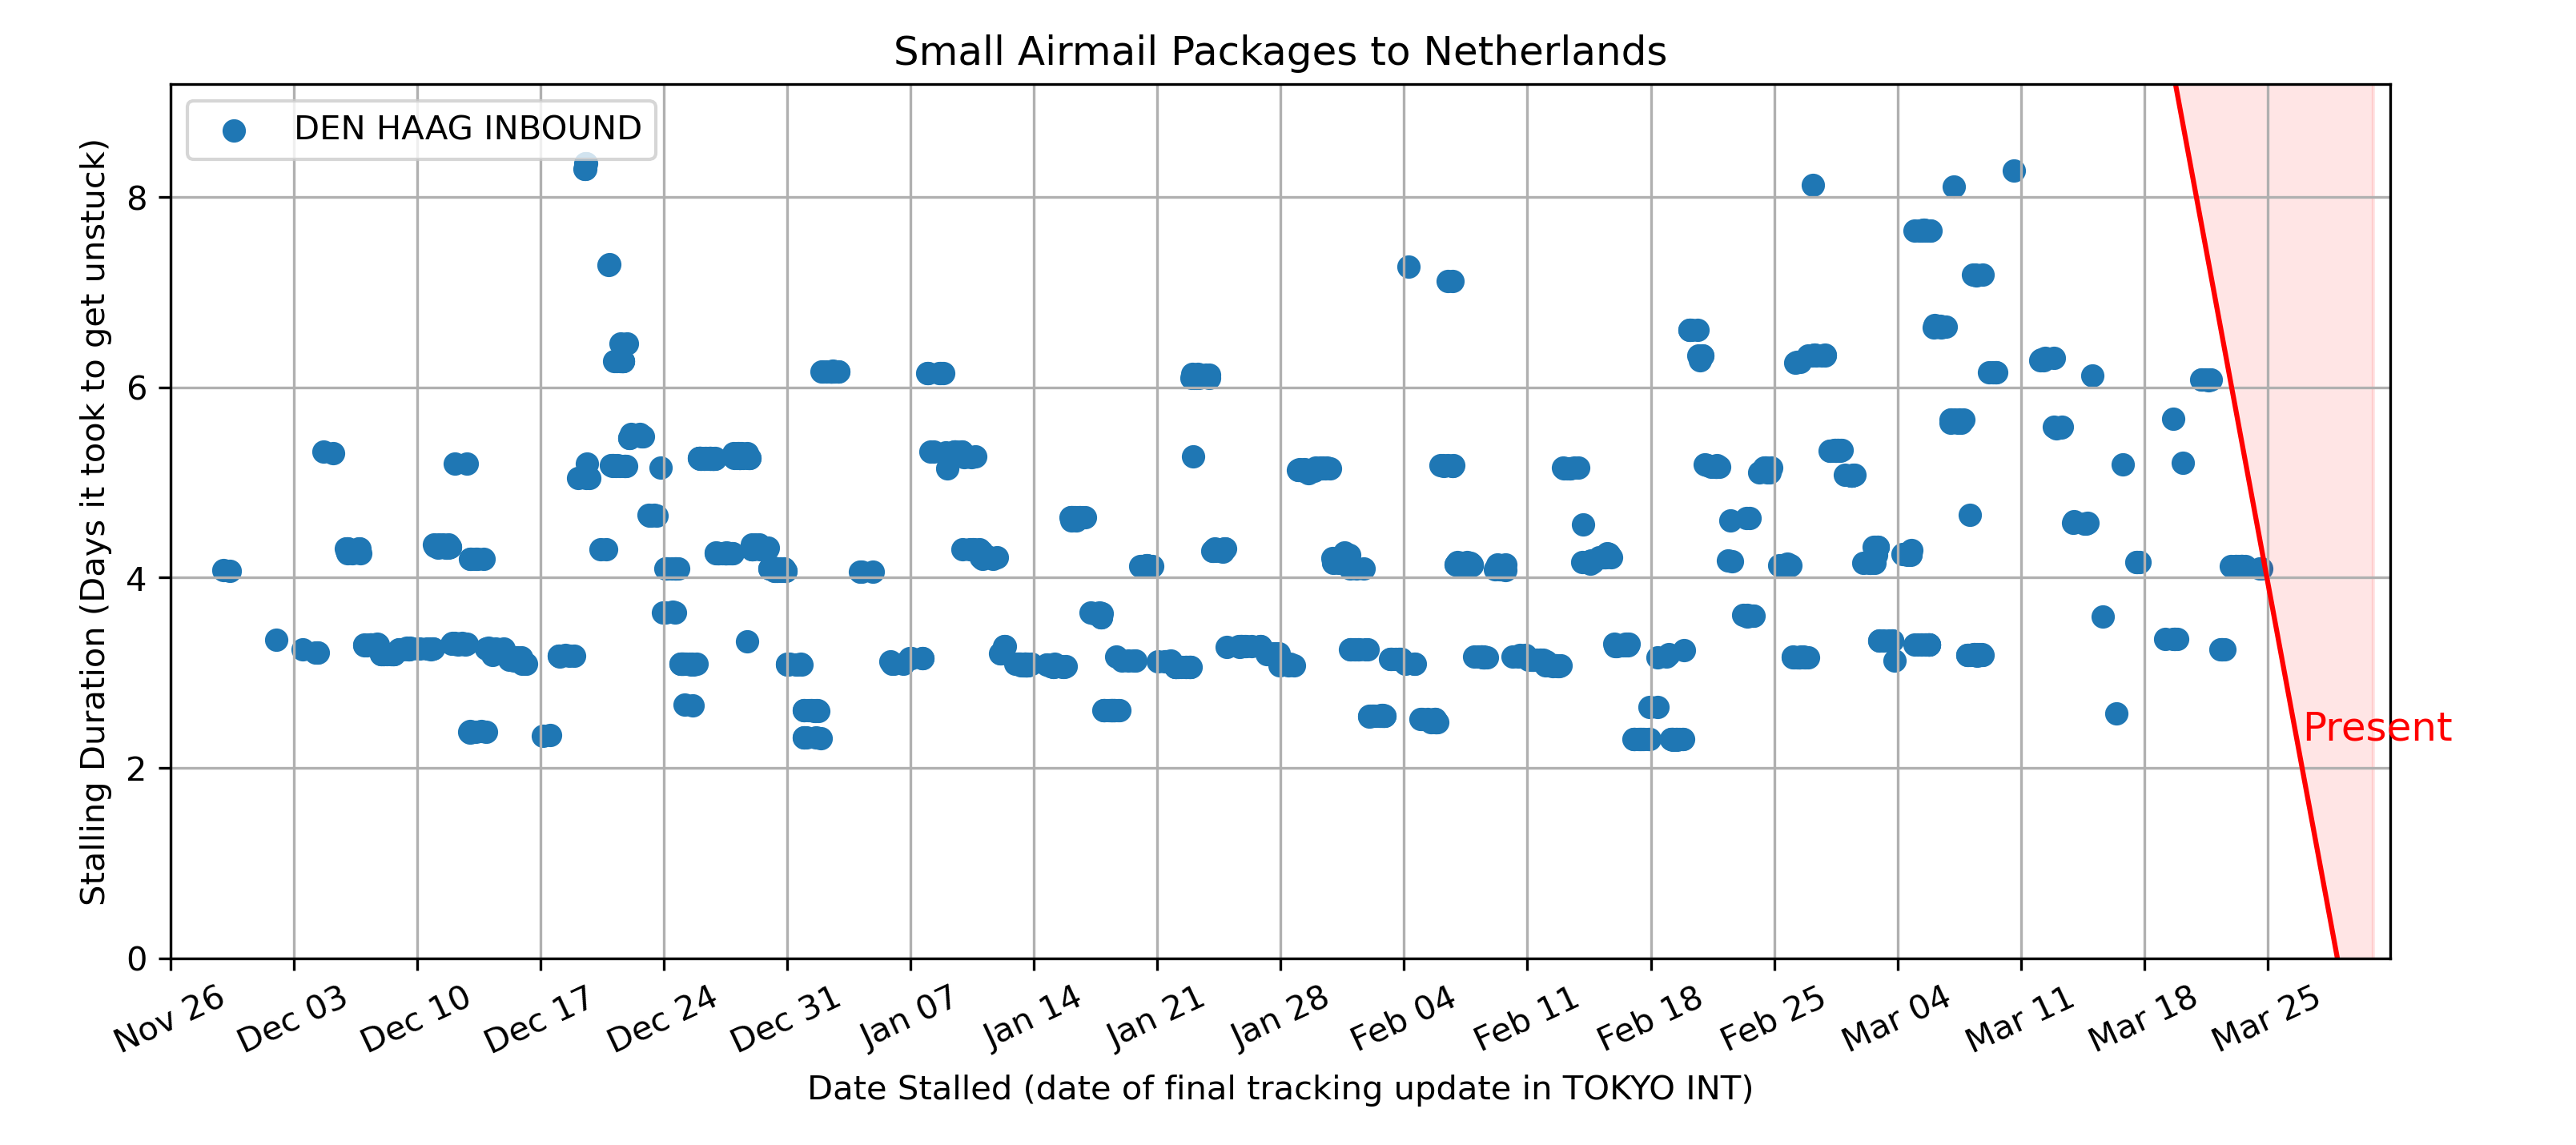 Small Airmail Packages to Netherlands
DEN HAAG INBOUND
Stalling Duration (Days it took to get unstuck)
8
6
4
2
0
Present
Nov 26
Dec 03
Dec 10
Dec 17
Dec 24
Dec 31
Jan 07
Jan 14
Jan 21
Jan 28
Feb 04
Feb 11
Feb 18
Feb 25
Mar 04
Mar 11
Mar 18
Mar 25
Date Stalled (date of final tracking update in TOKYO INT)